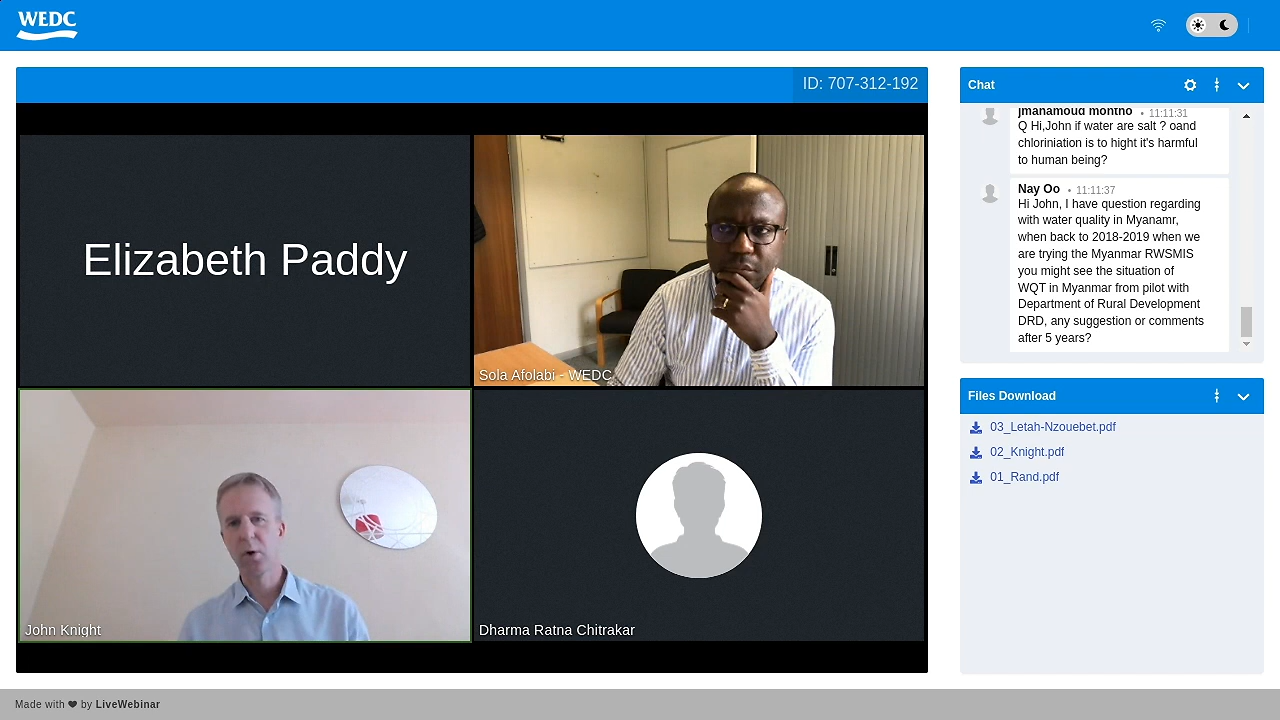 WEDC
ID: 707-312-192
Elizabeth Paddy
Sola Afolabi - WEDC
John Knight
Dharma Ratna Chitrakar
Chat
jmahamoud montho • 11:11:31
Q Hi,John if water are salt ? oand
chloriniation is to hight it's harmful
to human being?
Nay Oo • 11:11:37
Hi John, I have question regarding
with water quality in Myanamr,
when back to 2018-2019 when we
are trying the Myanmar RWSMIS
you might see the situation of
WQT in Myanmar from pilot with
Department of Rural Development
DRD, any suggestion or comments
after 5 years?
Files Download
03_Letah-Nzouebet.pdf
02_Knight.pdf
01_Rand.pdf
Made with ❤ by LiveWebinar